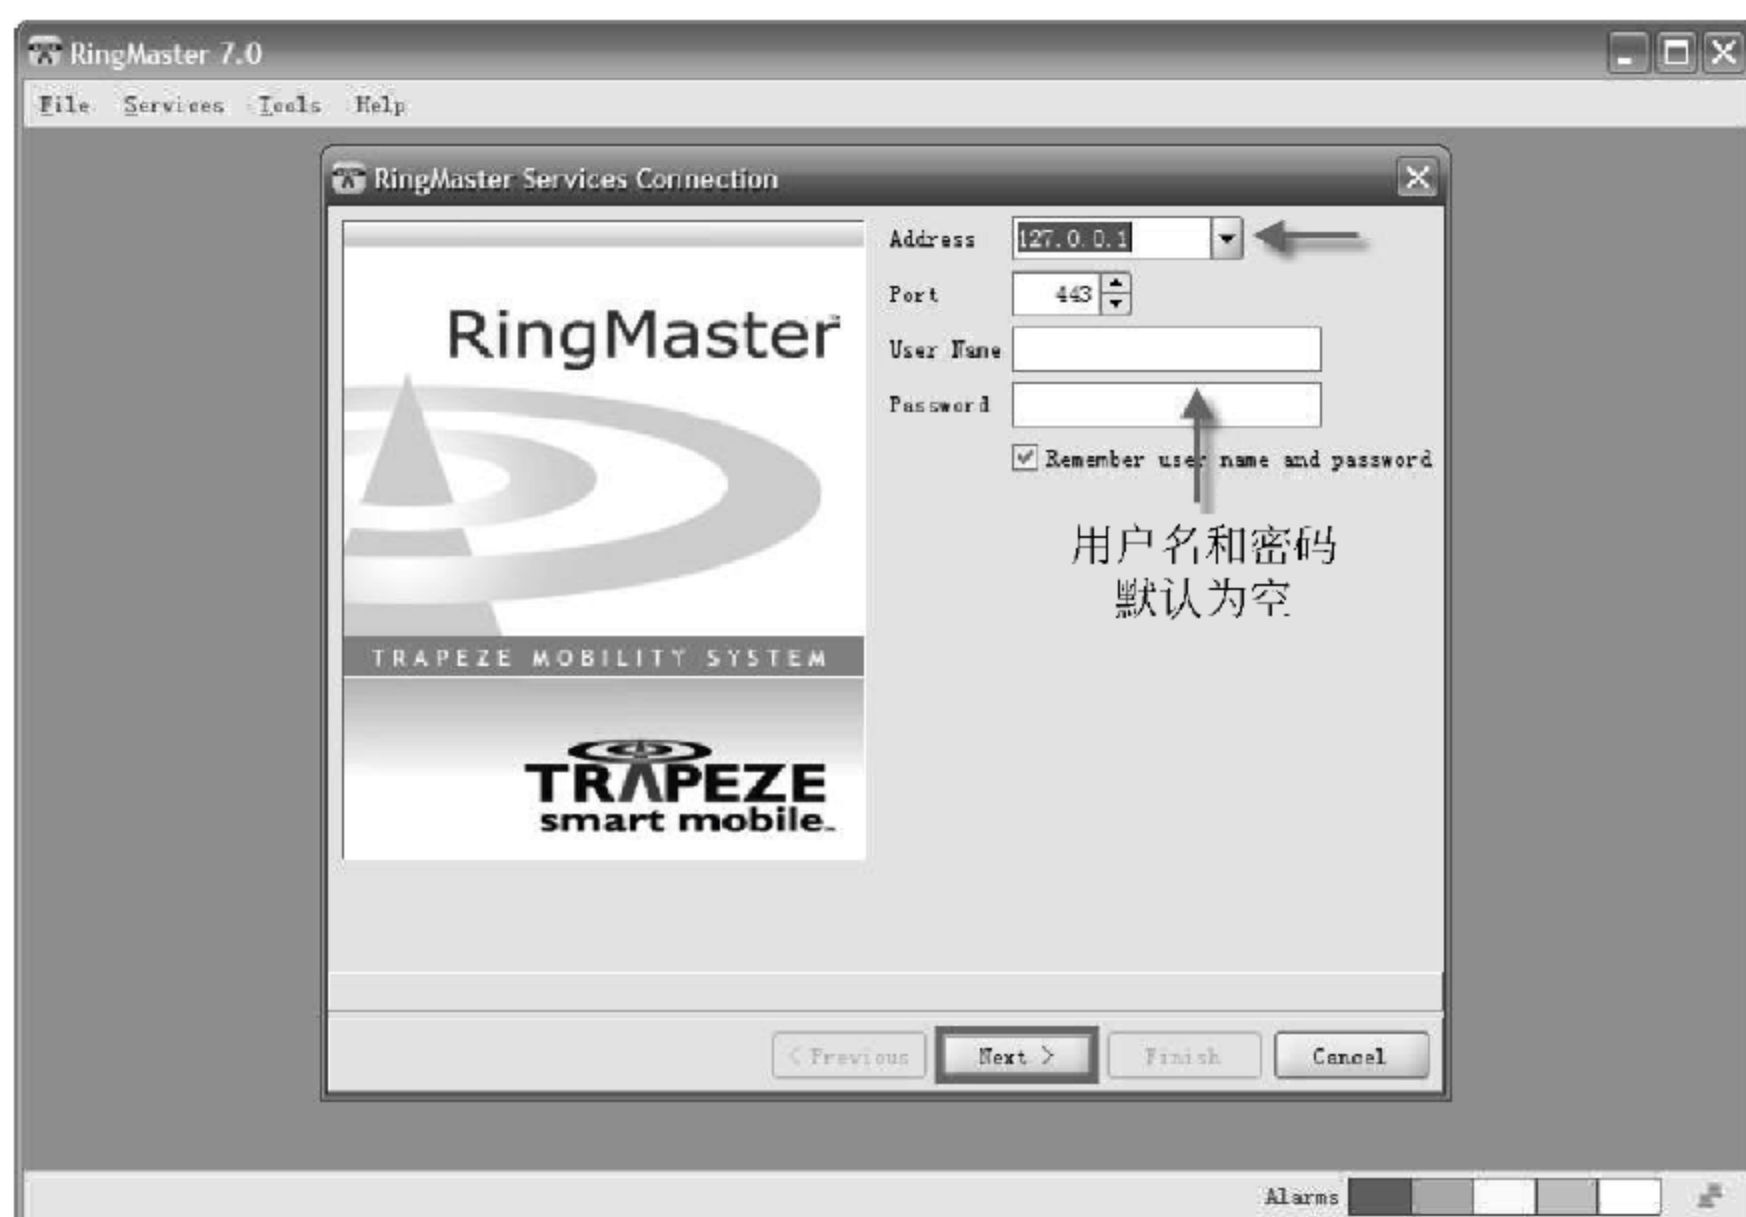 RingMaster 7.0
File Services Tools Help
RingMaster Services Connection
Address 127.0.0.1
Port 443
User Name
Password
Remember user name and password
用户名和密码
默认为空
RingMaster™
TRAPEZE MOBILITY SYSTEM
TRAPEZE
smart mobile™
< Previous Next > Finish Cancel
Alarms